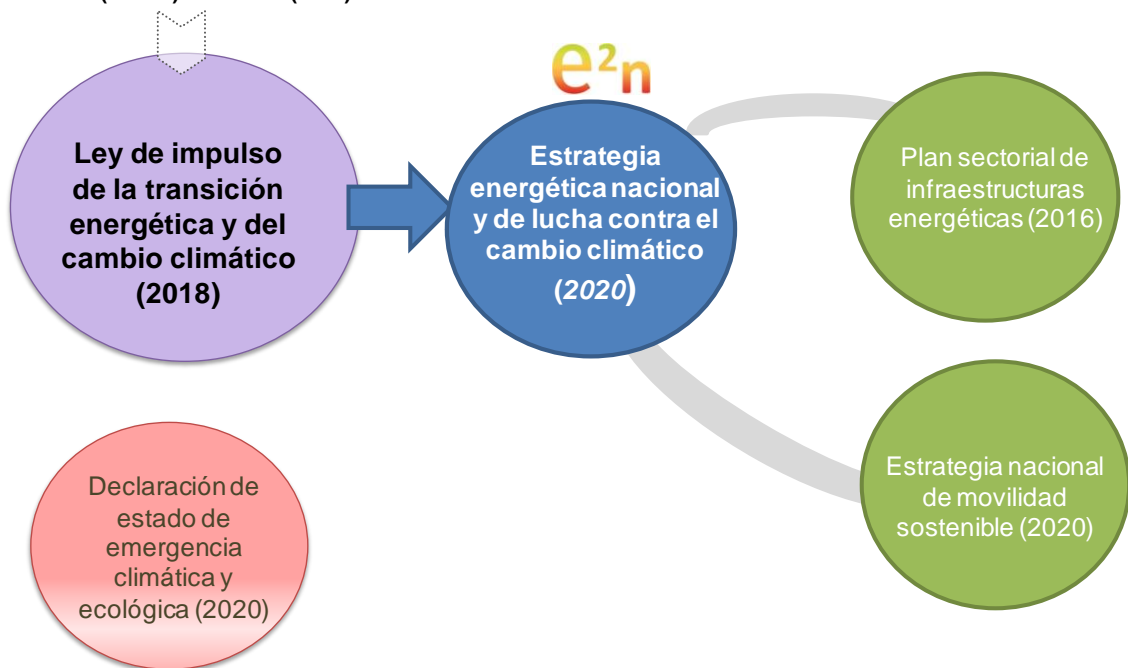 Ley de impulso
de la transición
energética y del
cambio climático
(2018)
e²n
Estrategia
energética nacional
y de lucha contra el
cambio climático
(2020)
Plan sectorial de
infraestructuras
energéticas (2016)
Estrategia nacional
de movilidad
sostenible (2020)
Declaración de
estado de
emergencia
climática y
ecológica (2020)